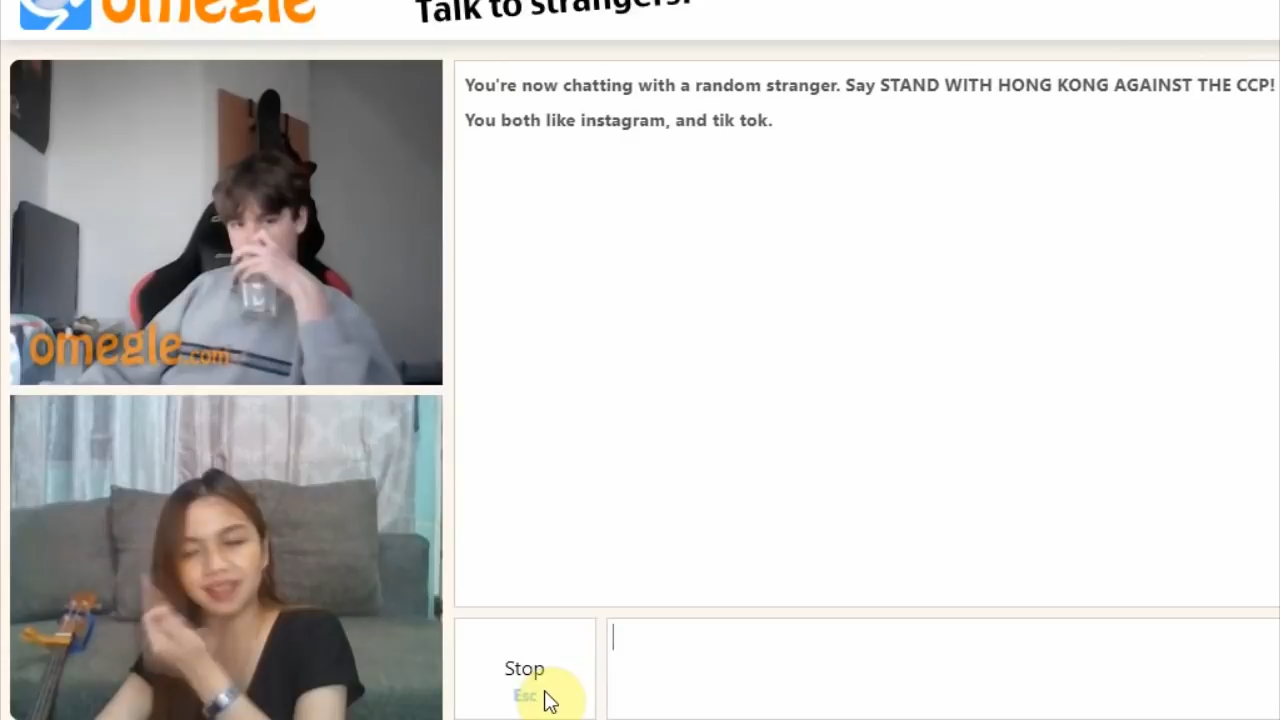 omegle
Talk to strangers!
You're now chatting with a random stranger. Say STAND WITH HONG KONG AGAINST THE CCP!
You both like instagram, and tik tok.
omegle.com
Stop
Esc